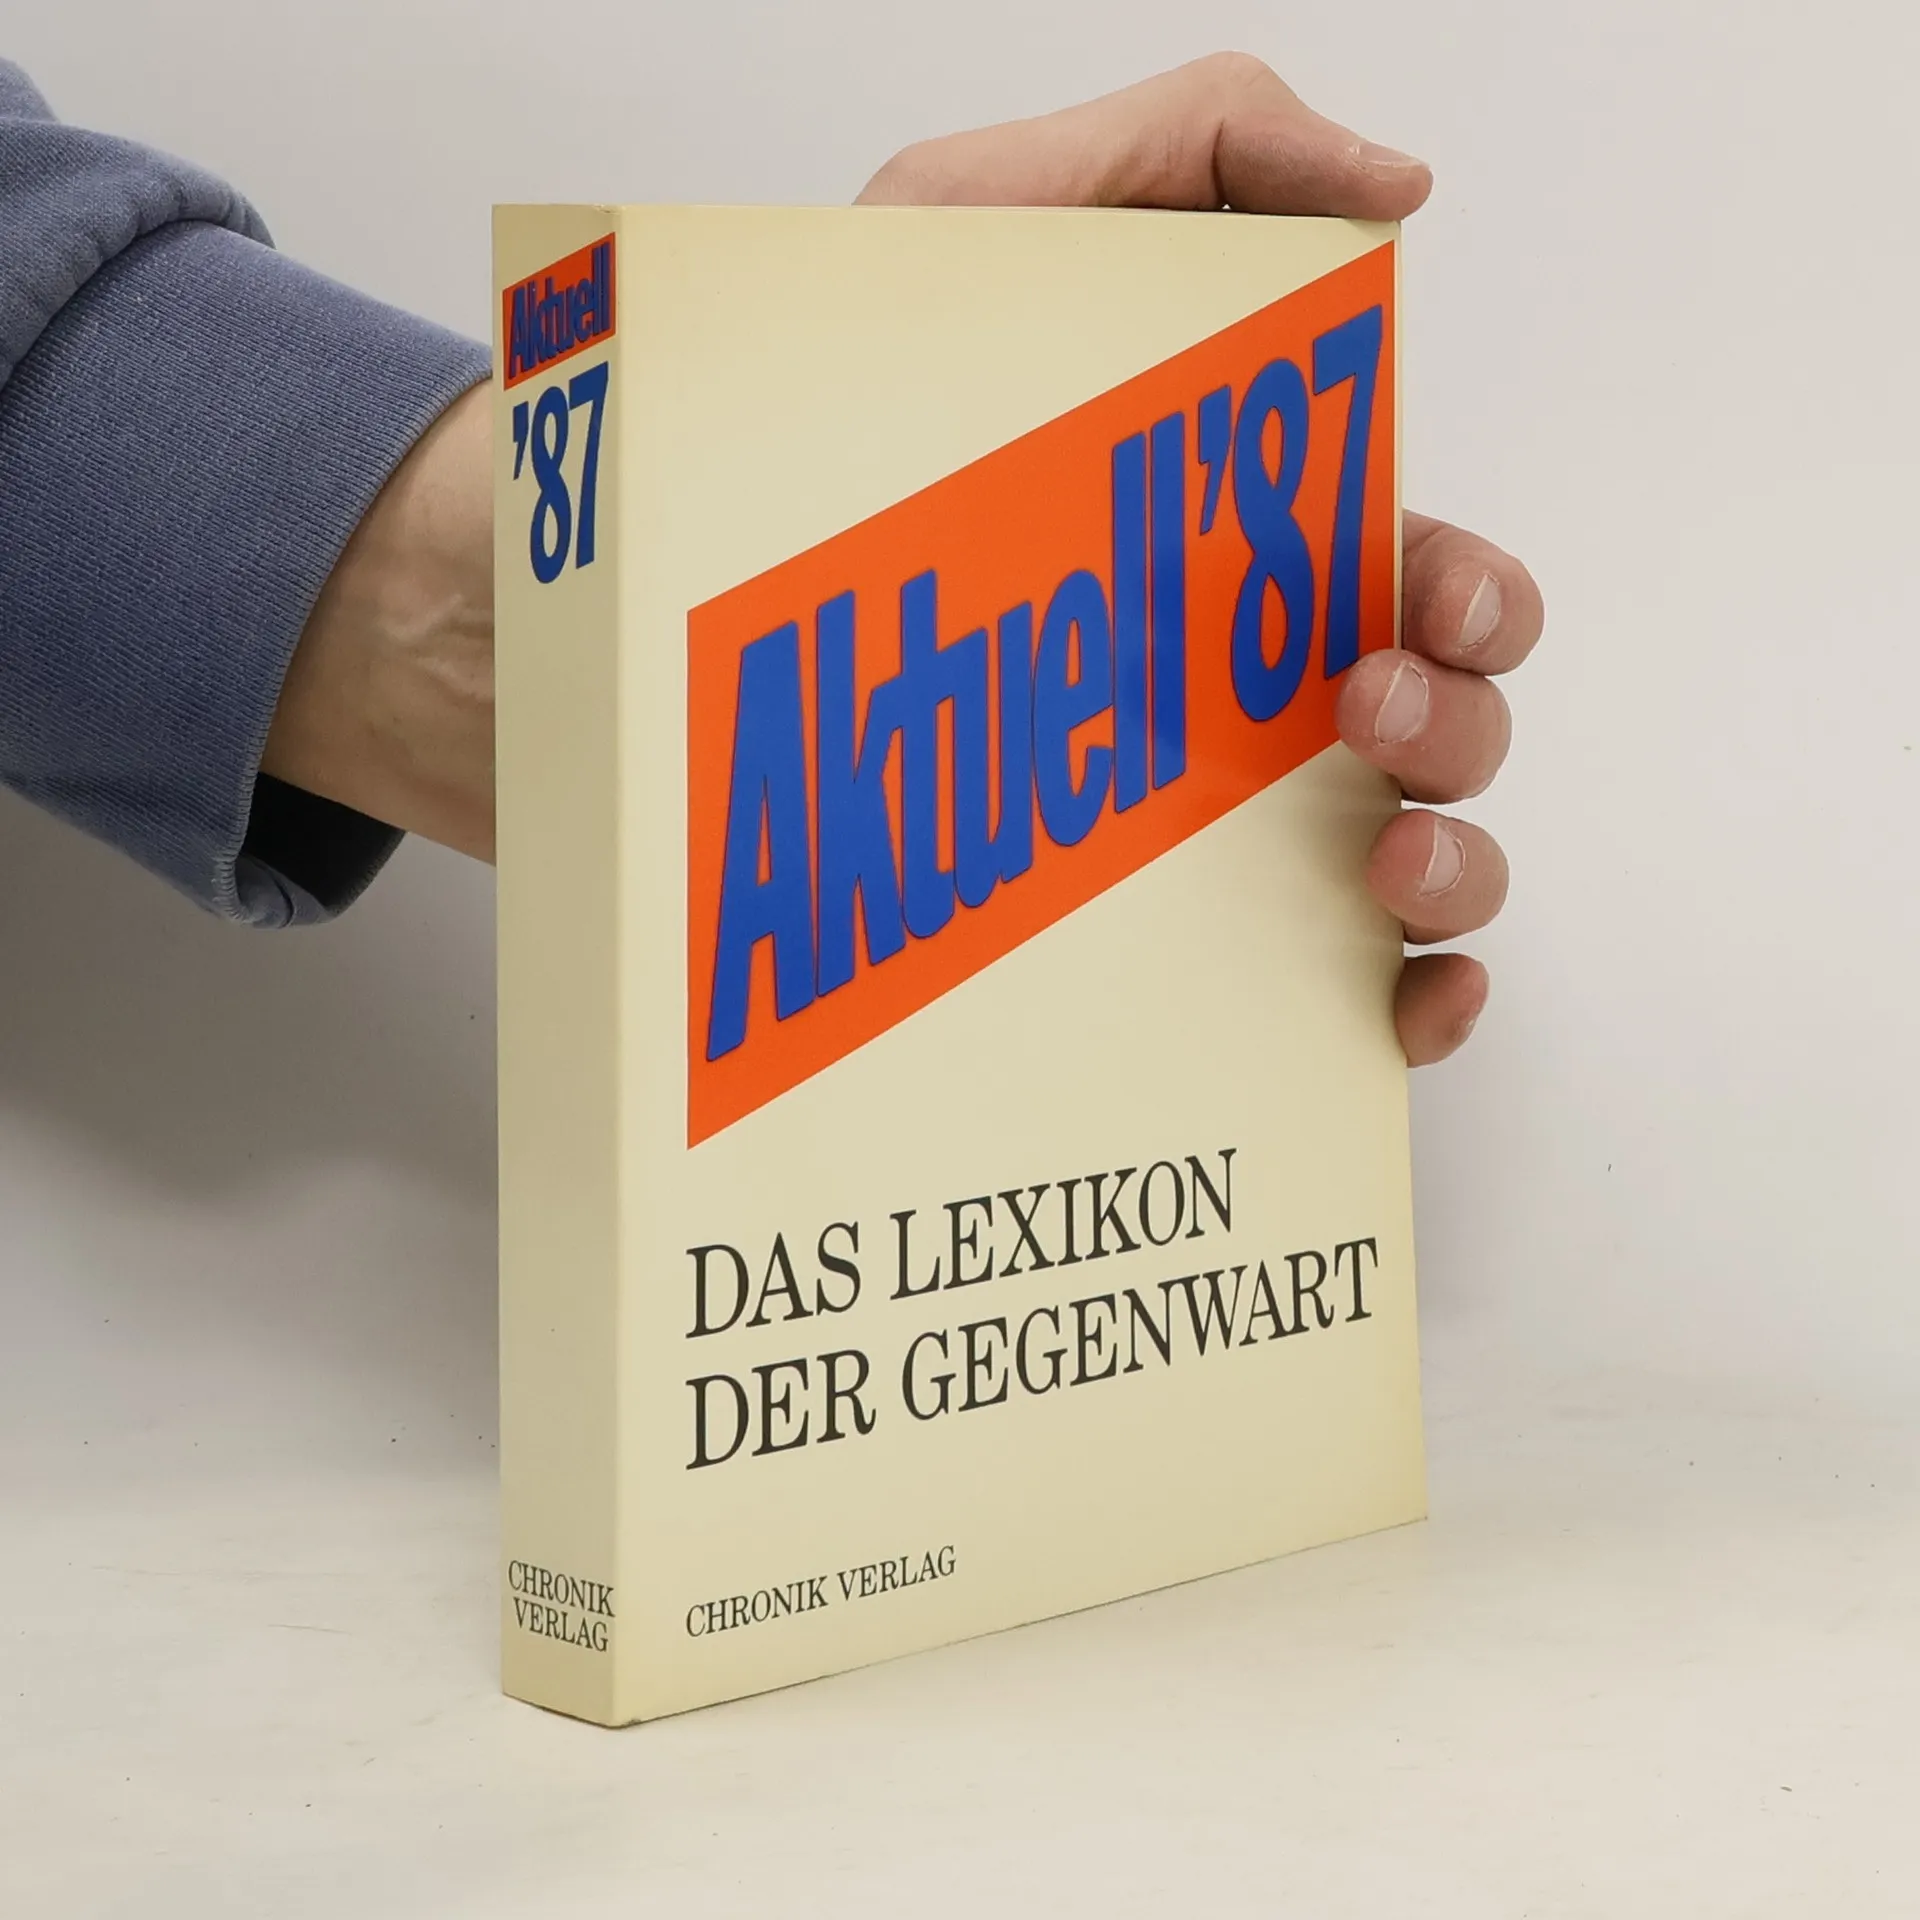 Aktuell
'87
CHRONIK
VERLAG
Aktuell '87
DAS LEXIKON
DER GEGENWART
CHRONIK VERLAG